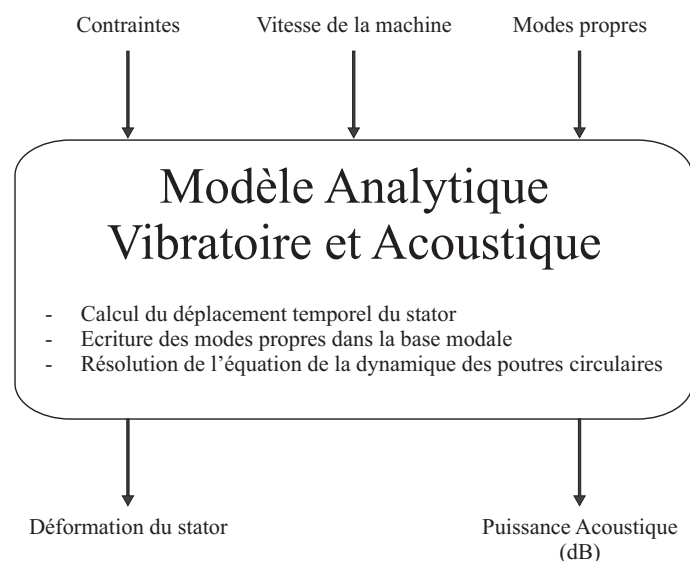 Contraintes
Vitesse de la machine
Modes propres
Modèle Analytique
Vibratoire et Acoustique
- Calcul du déplacement temporel du stator
- Ecriture des modes propres dans la base modale
- Résolution de l’équation de la dynamique des poutres circulaires
Déformation du stator
Puissance Acoustique
(dB)